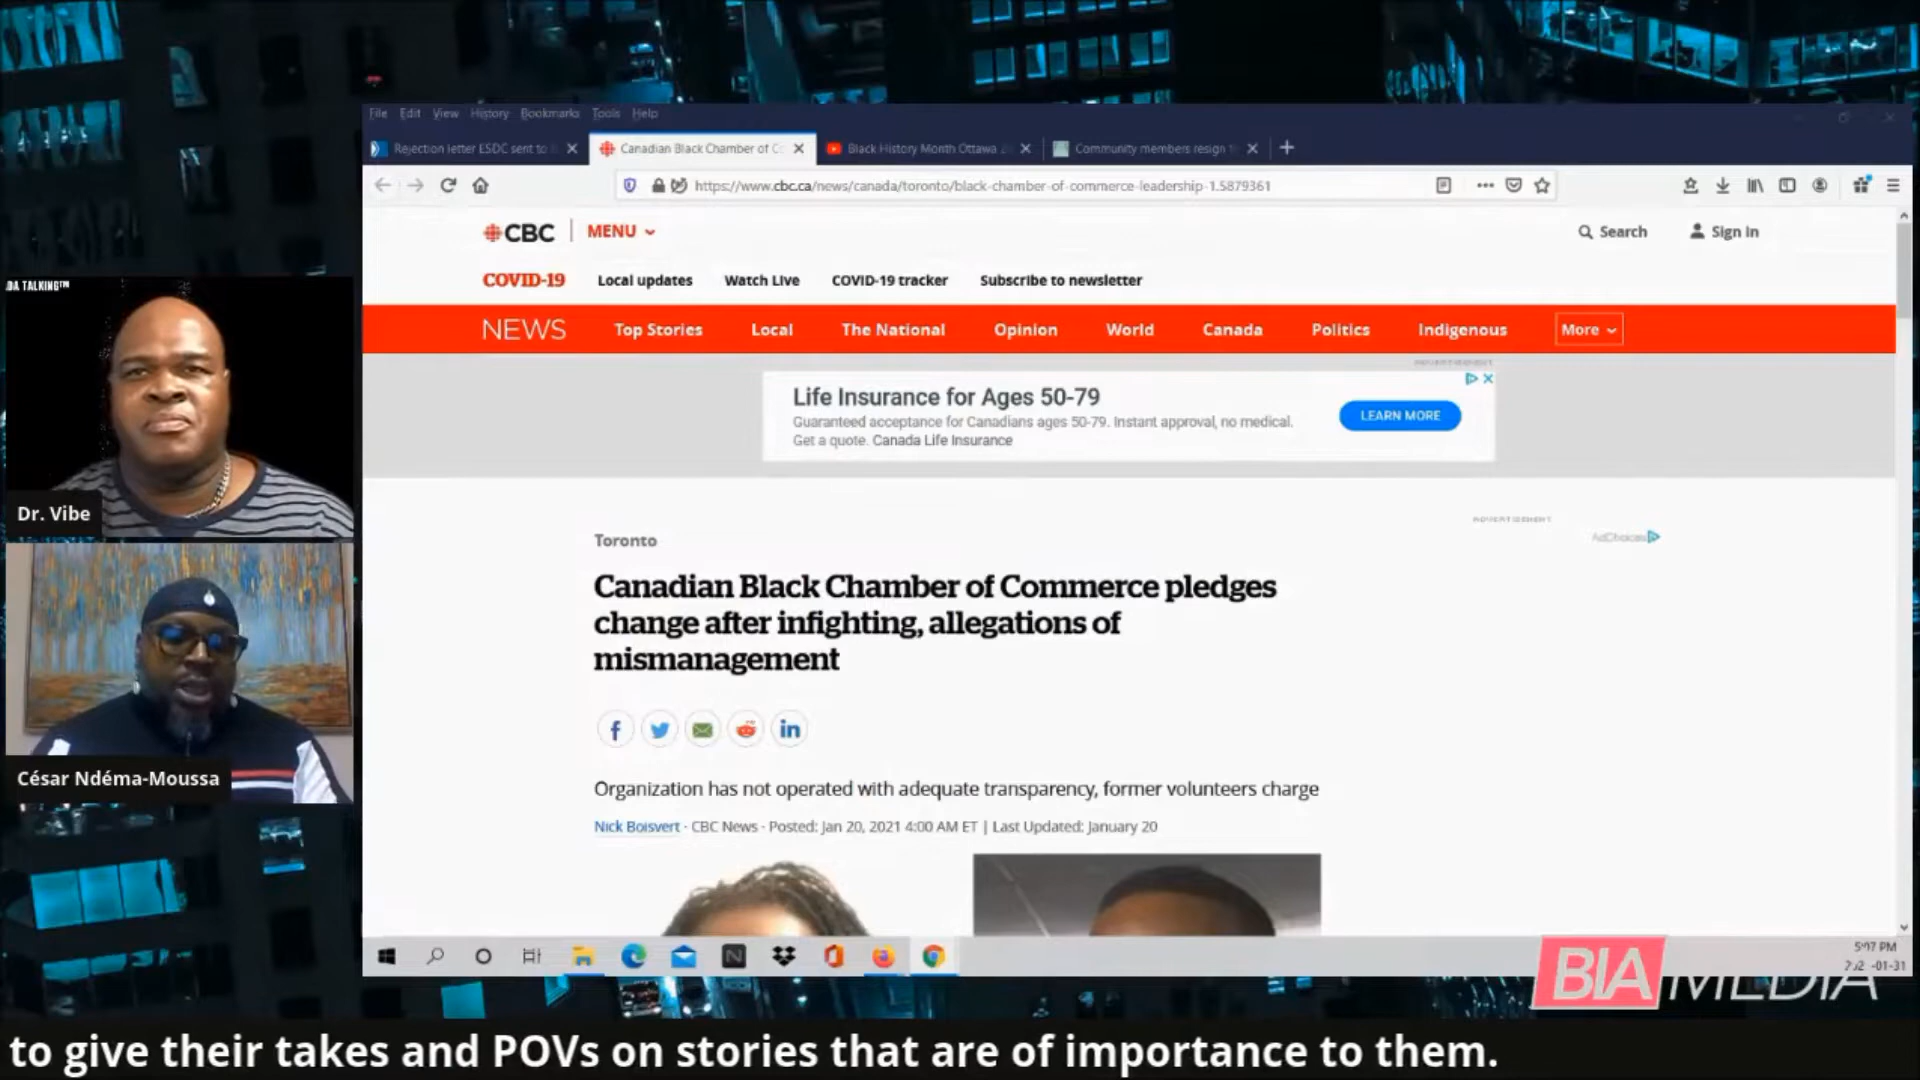 File Edit View History Bookmarks Tools Help
Rejection letter ESDC sent to
Canadian Black Chamber of C
Black History Month Ottawa
Community members resign
https://www.cbc.ca/news/canada/toronto/black-chamber-of-commerce-leadership-1.5879361
CBC MENU
Search Sign In
COVID-19 Local updates Watch Live COVID-19 tracker Subscribe to newsletter
NEWS Top Stories Local The National Opinion World Canada Politics Indigenous More
ADVERTISEMENT
Life Insurance for Ages 50-79
Guaranteed acceptance for Canadians ages 50-79. Instant approval, no medical.
Get a quote. Canada Life Insurance
LEARN MORE
DA TALKING™
Dr. Vibe
César Ndéma-Moussa
ADVERTISEMENT
AdChoices
Toronto
Canadian Black Chamber of Commerce pledges
change after infighting, allegations of
mismanagement
Organization has not operated with adequate transparency, former volunteers charge
Nick Boisvert · CBC News · Posted: Jan 20, 2021 4:00 AM ET | Last Updated: January 20
PM
-01-31
BIA MEDIA
to give their takes and POVs on stories that are of importance to them.